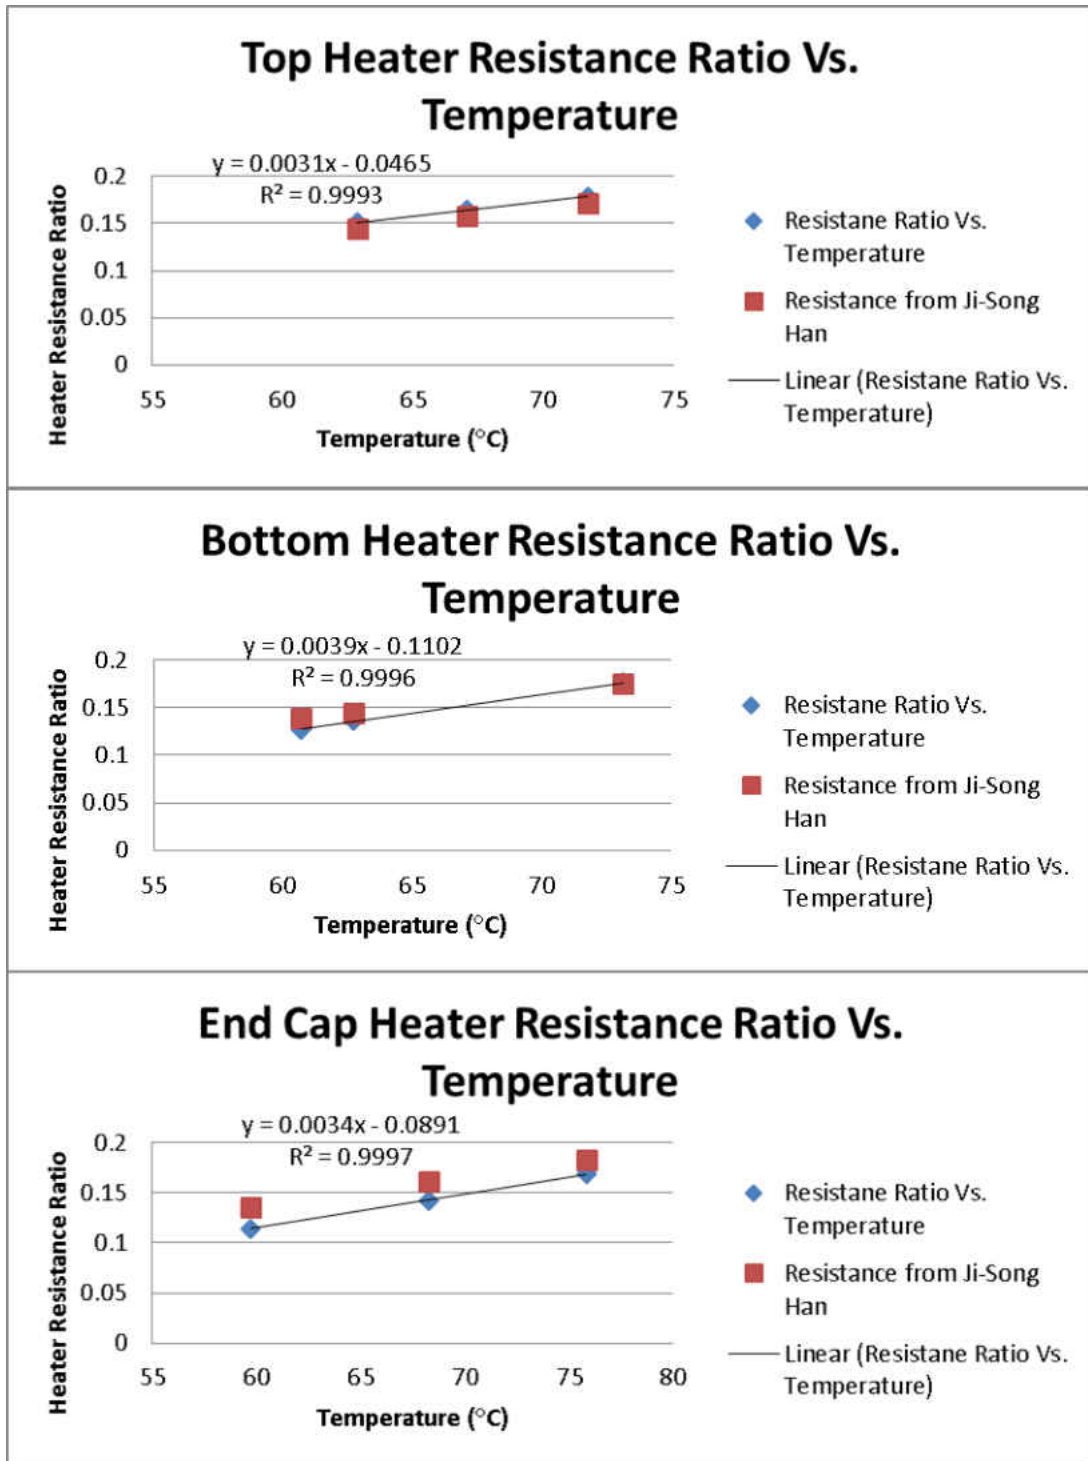 Top Heater Resistance Ratio Vs.
Temperature
y = 0.0031x - 0.0465
R² = 0.9993
Heater Resistance Ratio
0.2
0.15
0.1
0.05
0
55 60 65 70 75
Temperature (°C)
Resistane Ratio Vs.
Temperature
Resistance from Ji-Song
Han
Linear (Resistane Ratio Vs.
Temperature)
Bottom Heater Resistance Ratio Vs.
Temperature
y = 0.0039x - 0.1102
R² = 0.9996
Heater Resistance Ratio
0.2
0.15
0.1
0.05
0
55 60 65 70 75
Temperature (°C)
Resistane Ratio Vs.
Temperature
Resistance from Ji-Song
Han
Linear (Resistane Ratio Vs.
Temperature)
End Cap Heater Resistance Ratio Vs.
Temperature
y = 0.0034x - 0.0891
R² = 0.9997
Heater Resistance Ratio
0.2
0.15
0.1
0.05
0
55 60 65 70 75 80
Temperature (°C)
Resistane Ratio Vs.
Temperature
Resistance from Ji-Song
Han
Linear (Resistane Ratio Vs.
Temperature)